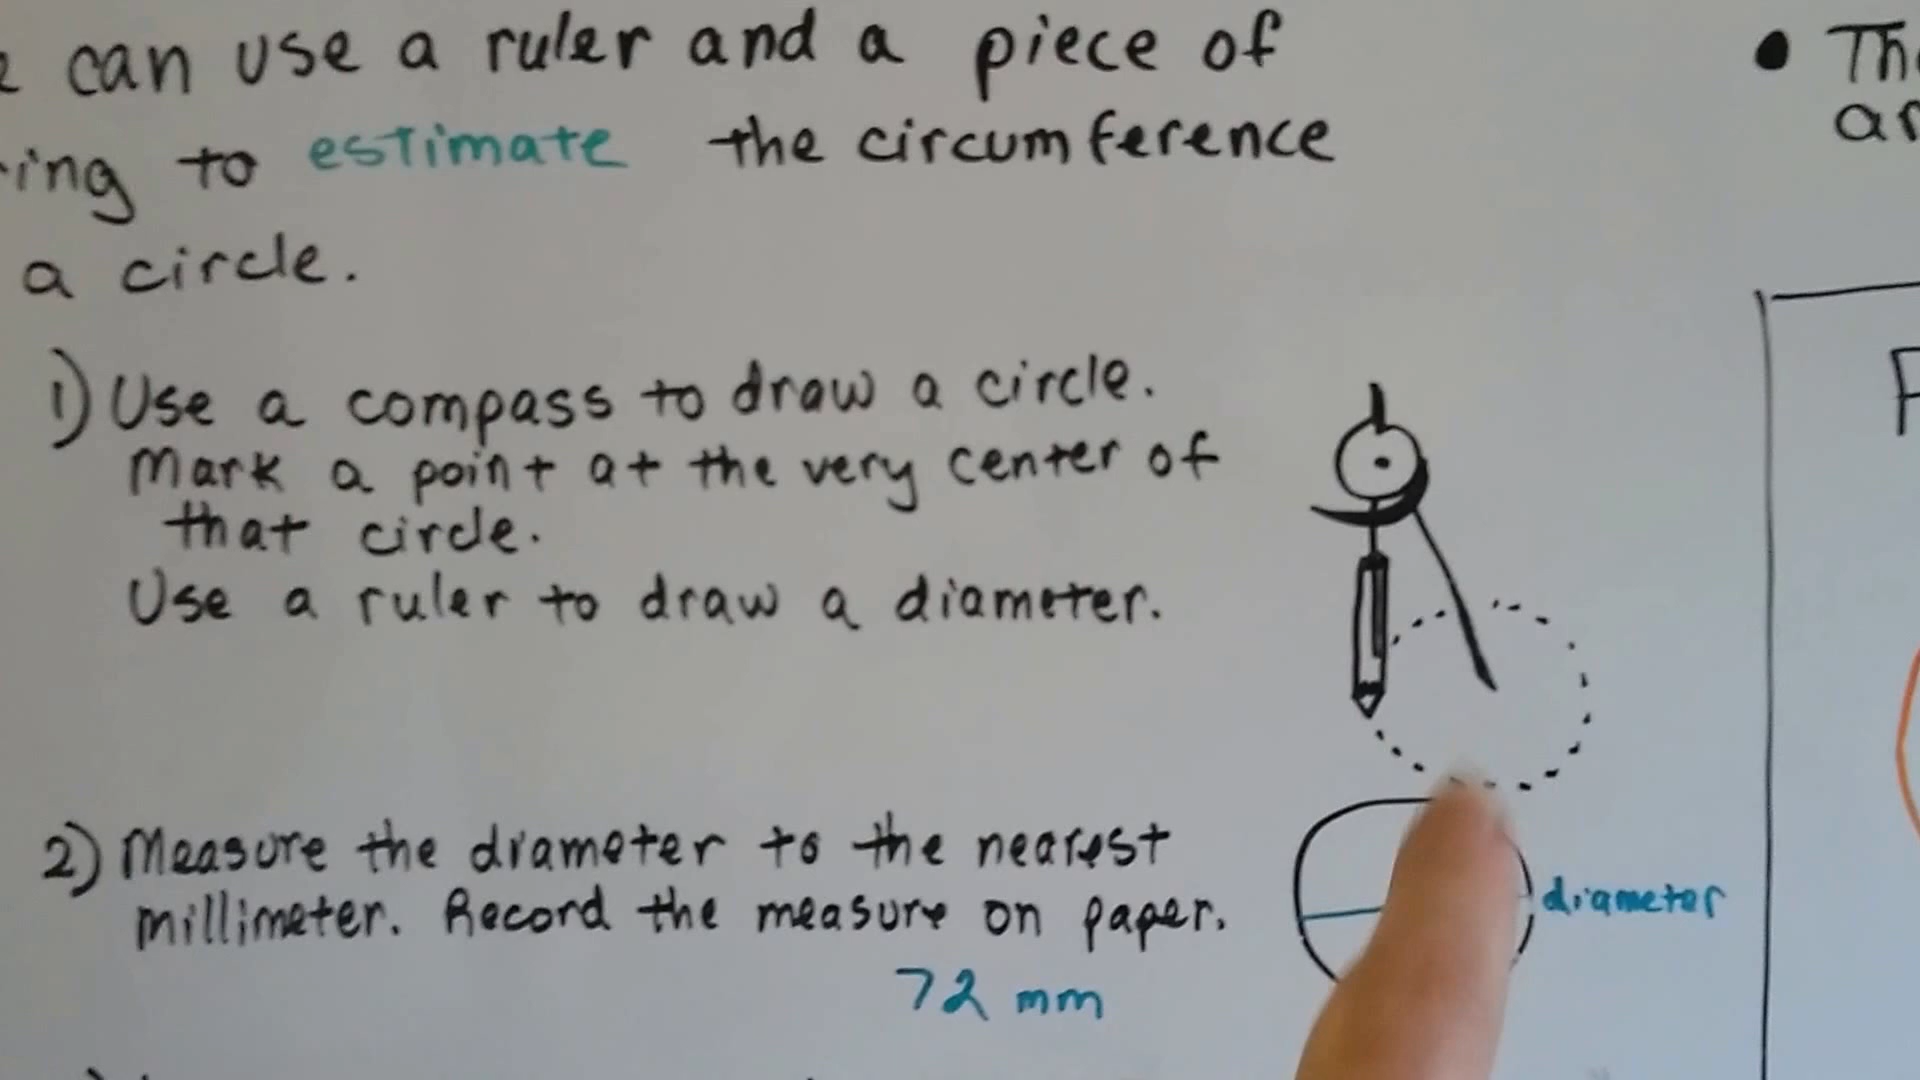 can use a ruler and a piece of
ing to estimate the circumference
a circle.
1) Use a compass to draw a circle.
Mark a point at the very center of
that circle.
Use a ruler to draw a diameter.
2) Measure the diameter to the nearest
millimeter. Record the measure on paper.
72 mm
diameter
• Th
ar